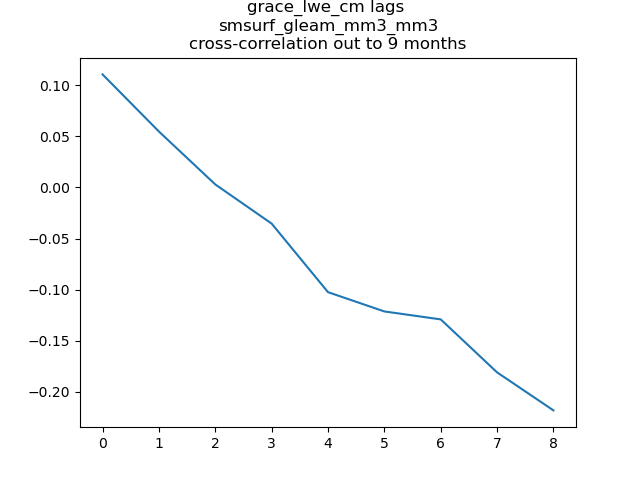 grace_lwe_cm lags
smsurf_gleam_mm3_mm3
cross-correlation out to 9 months
0.10
0.05
0.00
−0.05
−0.10
−0.15
−0.20
0 1 2 3 4 5 6 7 8